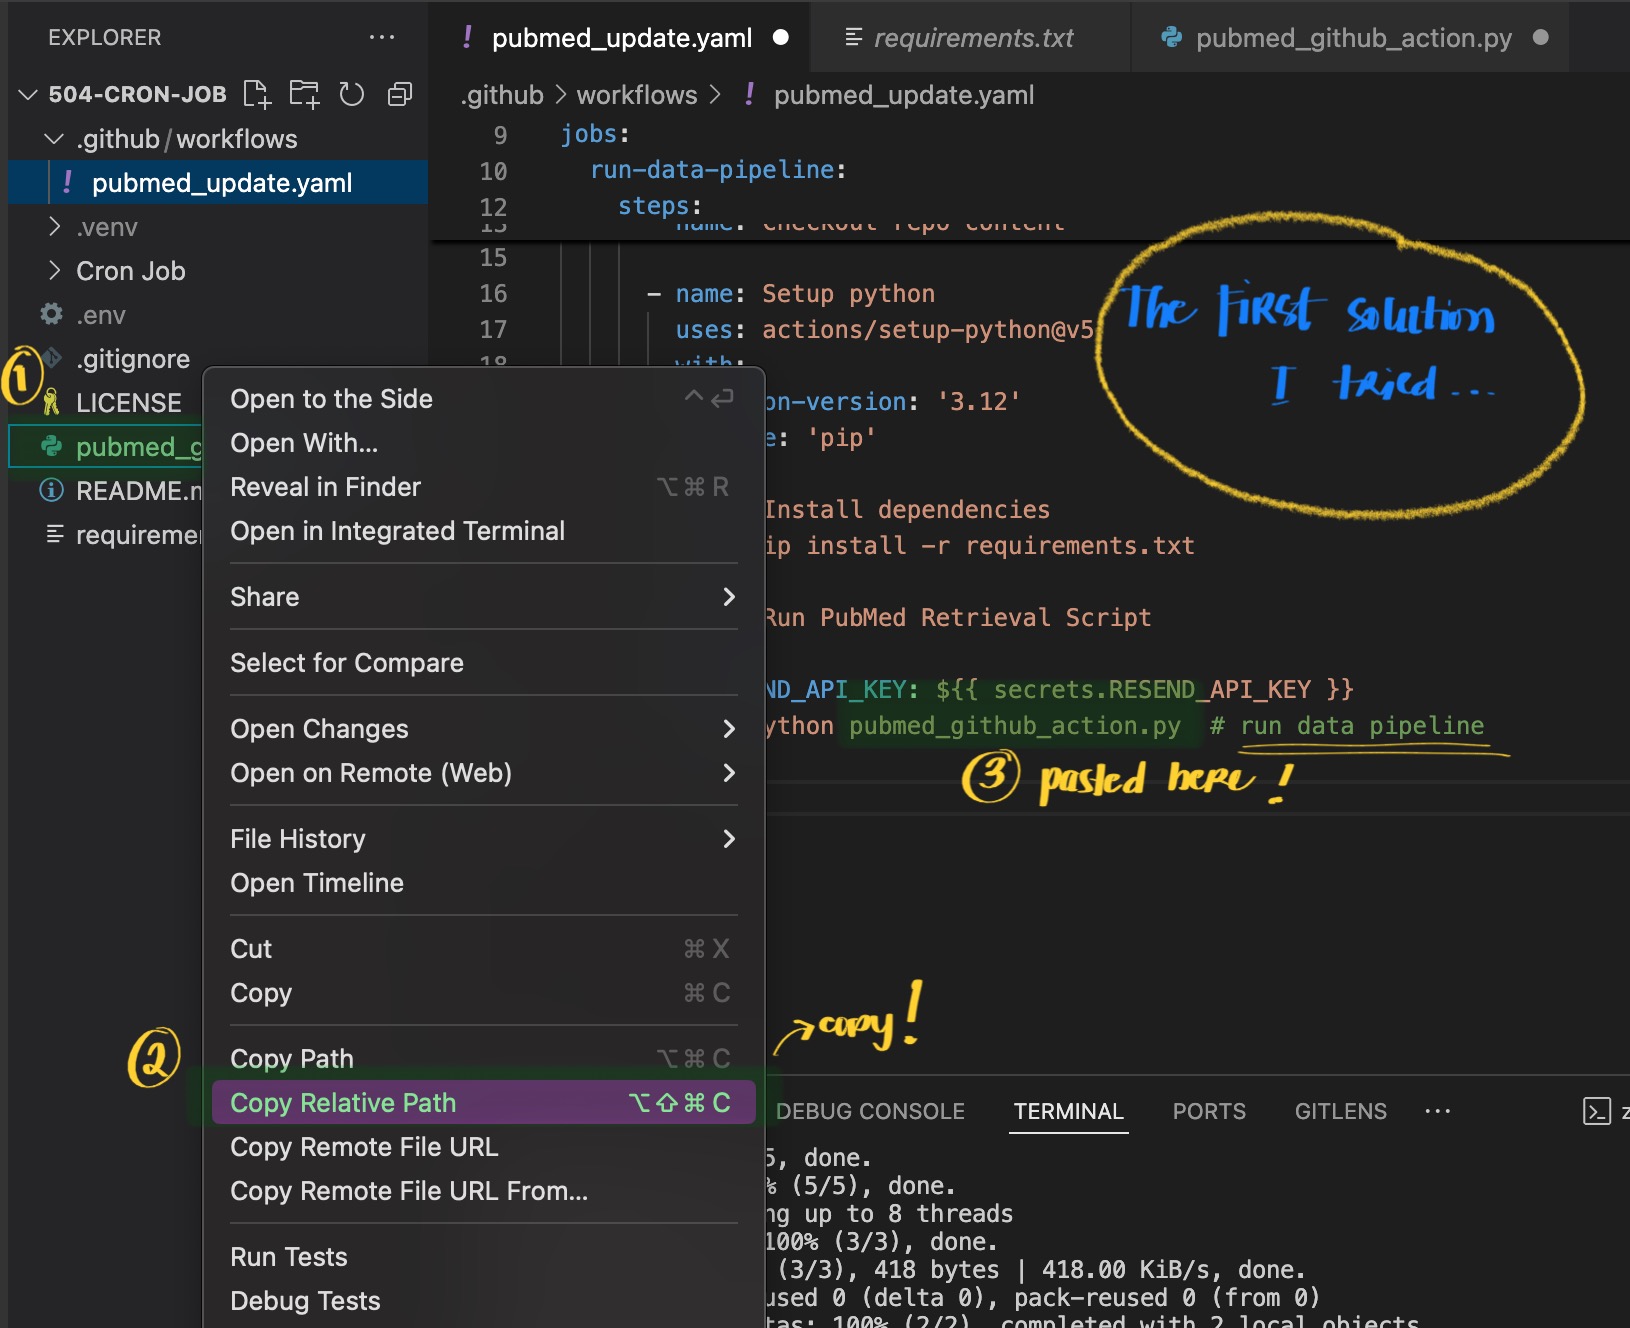 EXPLORER ...
504-CRON-JOB
.github/workflows
! pubmed_update.yaml
.venv
Cron Job
.env
.gitignore
LICENSE
pubmed_g
README.m
requiremen
! pubmed_update.yaml
requirements.txt
pubmed_github_action.py
.github > workflows > ! pubmed_update.yaml
9 jobs:
10 run-data-pipeline:
12 steps:
13 name: Checkout repo content
15
16 - name: Setup python
17 uses: actions/setup-python@v5
18 with:
on-version: '3.12'
e: 'pip'
Install dependencies
ip install -r requirements.txt
Run PubMed Retrieval Script
ND_API_KEY: ${{ secrets.RESEND_API_KEY }}
ython pubmed_github_action.py # run data pipeline
The first solution
I tried ...
1
Open to the Side ^⏎
Open With...
Reveal in Finder ⌥⌘R
Open in Integrated Terminal
Share
Select for Compare
Open Changes
Open on Remote (Web)
File History
Open Timeline
Cut ⌘X
Copy ⌘C
Copy Path ⌥⌘C
Copy Relative Path ⌥⇧⌘C
Copy Remote File URL
Copy Remote File URL From...
Run Tests
Debug Tests
2
copy!
3 pasted here!
DEBUG CONSOLE TERMINAL PORTS GITLENS ... z
5, done.
% (5/5), done.
ng up to 8 threads
100% (3/3), done.
(3/3), 418 bytes | 418.00 KiB/s, done.
used 0 (delta 0), pack-reused 0 (from 0)
tas: 100% (2/2), completed with 2 local objects.